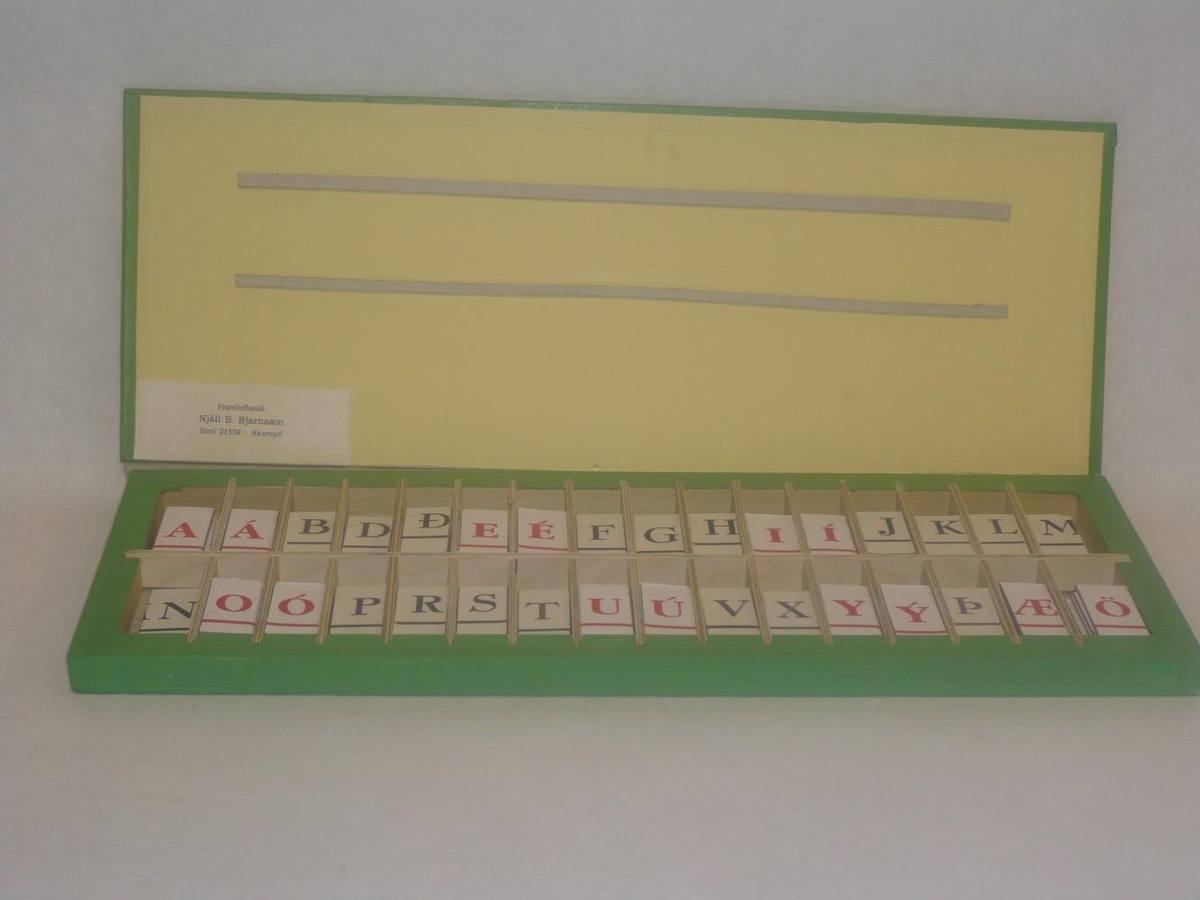 Framleiðandi.
Njáll B. Bjarnason
Sími 21538 - Akureyri
A Á B D Ð E É F G H I Í J K L M
N O Ó P R S T U Ú V X Y Ý Þ Æ Ö